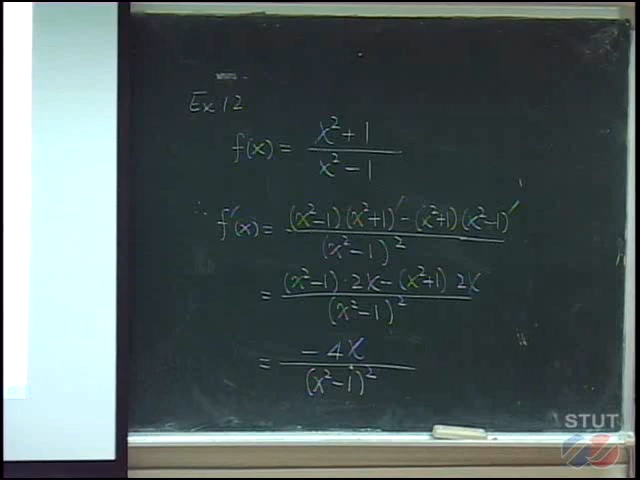 Ex 12
f(x) = (x²+1)/(x²−1)
∴ f'(x) = ((x²−1)(x²+1)' − (x²+1)(x²−1)')/(x²−1)²
= ((x²−1)·2x − (x²+1)2x)/(x²−1)²
= −4x/(x²−1)²
STUT